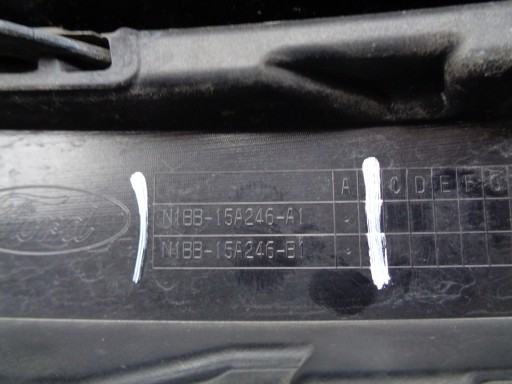 Ford
A C D E F G
N1BB-15A246-A1 -
N1BB-15A246-B1 -